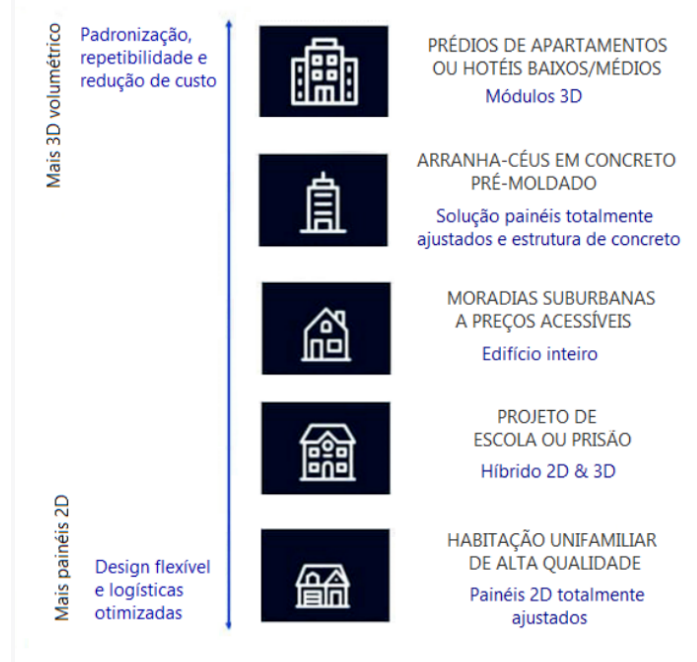 Mais 3D volumétrico
Padronização,
repetibilidade e
redução de custo
PRÉDIOS DE APARTAMENTOS
OU HOTÉIS BAIXOS/MÉDIOS
Módulos 3D
ARRANHA-CÉUS EM CONCRETO
PRÉ-MOLDADO
Solução painéis totalmente
ajustados e estrutura de concreto
MORADIAS SUBURBANAS
A PREÇOS ACESSÍVEIS
Edifício inteiro
PROJETO DE
ESCOLA OU PRISÃO
Híbrido 2D & 3D
Mais painéis 2D
Design flexível
e logísticas
otimizadas
HABITAÇÃO UNIFAMILIAR
DE ALTA QUALIDADE
Painéis 2D totalmente
ajustados